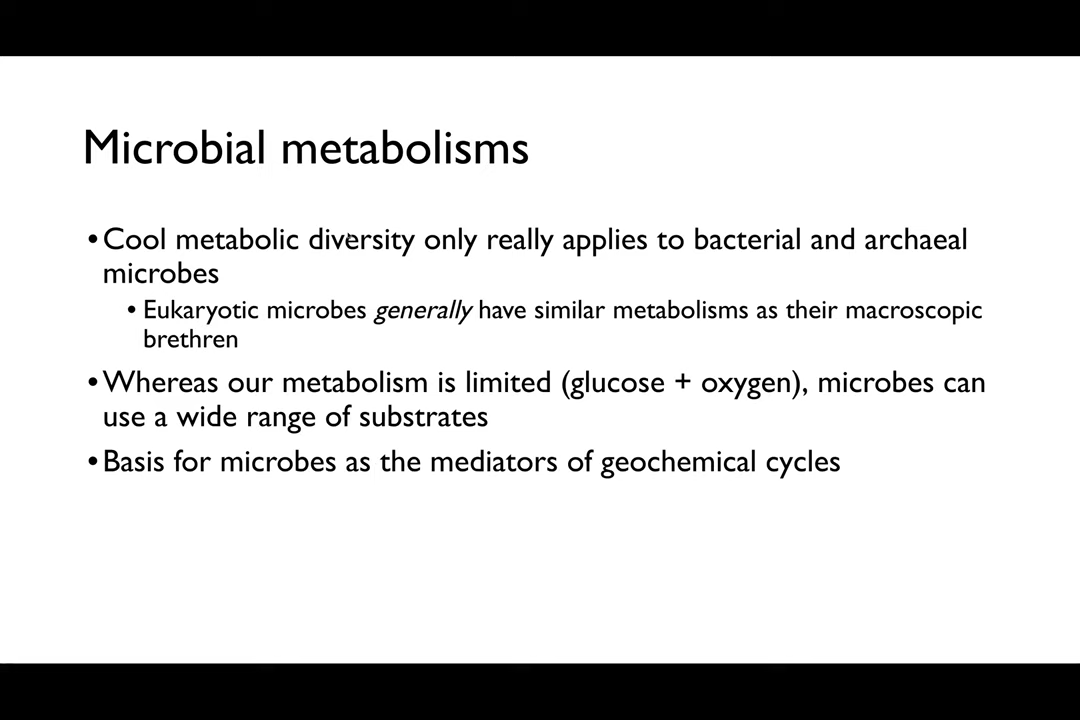 Microbial metabolisms
•Cool metabolic diversity only really applies to bacterial and archaeal
microbes
• Eukaryotic microbes generally have similar metabolisms as their macroscopic
brethren
•Whereas our metabolism is limited (glucose + oxygen), microbes can
use a wide range of substrates
•Basis for microbes as the mediators of geochemical cycles